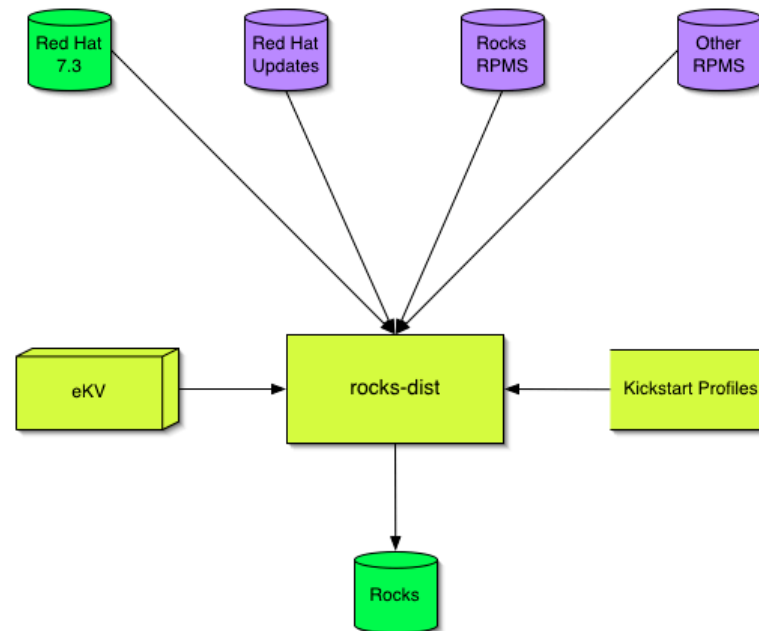 Red Hat
7.3
Red Hat
Updates
Rocks
RPMS
Other
RPMS
eKV
rocks-dist
Kickstart Profiles
Rocks